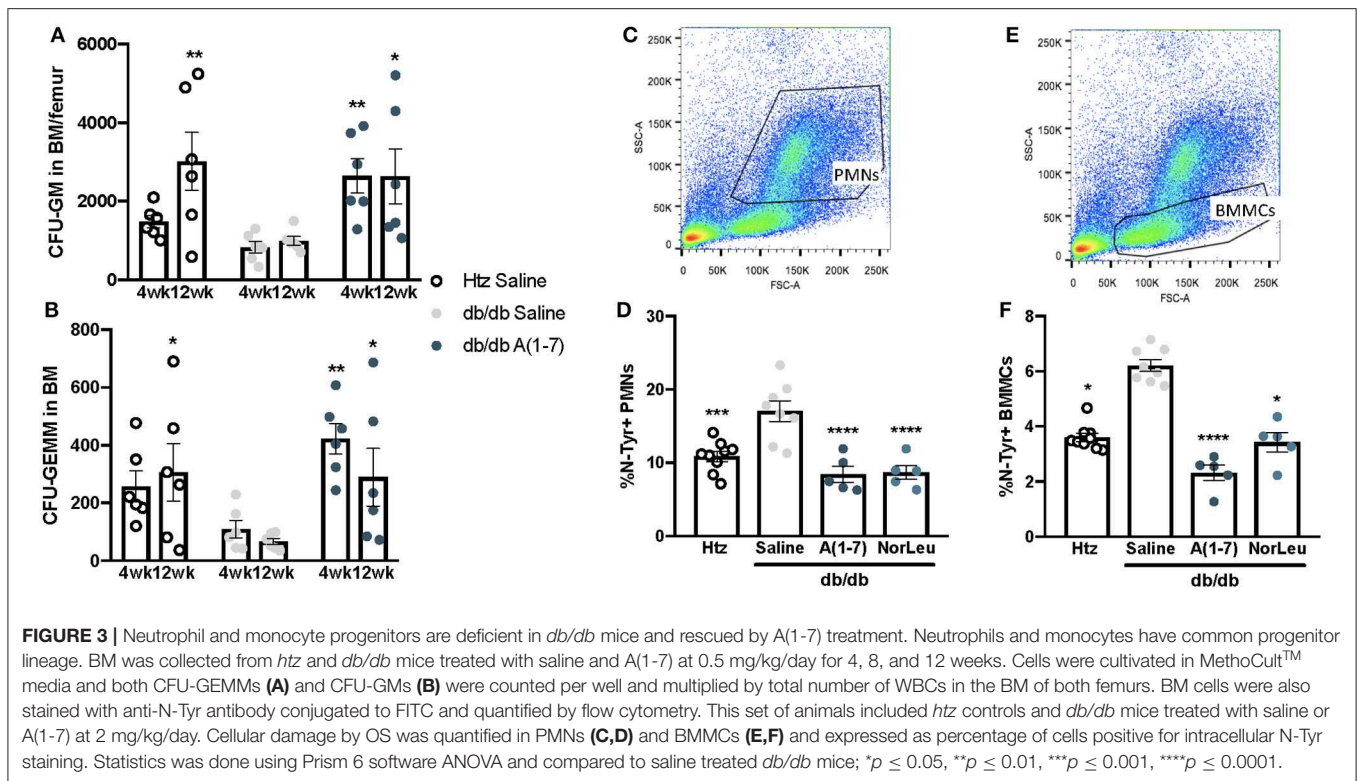 A
CFU-GM in BM/femur
6000
4000
2000
0
**
**
*
4wk12wk 4wk12wk 4wk12wk
Htz Saline
db/db Saline
db/db A(1-7)
B
CFU-GEMM in BM
800
600
400
200
0
*
**
*
4wk12wk 4wk12wk 4wk12wk
C
SSC-A
250K
200K
150K
100K
50K
0
PMNs
0 50K 100K 150K 200K 250K
FSC-A
E
SSC-A
250K
200K
150K
100K
50K
0
BMMCs
0 50K 100K 150K 200K 250K
FSC-A
D
%N-Tyr+ PMNs
30
20
10
0
***
****
****
Htz Saline A(1-7) NorLeu
db/db
F
%N-Tyr+ BMMCs
8
6
4
2
0
*
****
*
Htz Saline A(1-7) NorLeu
db/db
FIGURE 3 | Neutrophil and monocyte progenitors are deficient in db/db mice and rescued by A(1-7) treatment. Neutrophils and monocytes have common progenitor
lineage. BM was collected from htz and db/db mice treated with saline and A(1-7) at 0.5 mg/kg/day for 4, 8, and 12 weeks. Cells were cultivated in MethoCult™
media and both CFU-GEMMs (A) and CFU-GMs (B) were counted per well and multiplied by total number of WBCs in the BM of both femurs. BM cells were also
stained with anti-N-Tyr antibody conjugated to FITC and quantified by flow cytometry. This set of animals included htz controls and db/db mice treated with saline or
A(1-7) at 2 mg/kg/day. Cellular damage by OS was quantified in PMNs (C,D) and BMMCs (E,F) and expressed as percentage of cells positive for intracellular N-Tyr
staining. Statistics was done using Prism 6 software ANOVA and compared to saline treated db/db mice; *p ≤ 0.05, **p ≤ 0.01, ***p ≤ 0.001, ****p ≤ 0.0001.